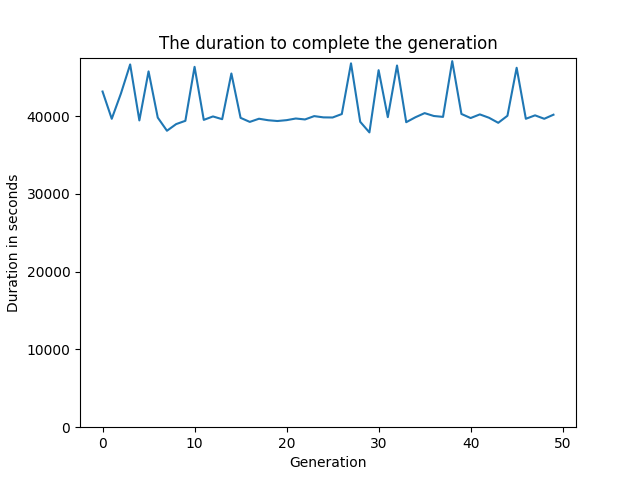 The duration to complete the generation
Duration in seconds
40000
30000
20000
10000
0
0 10 20 30 40 50
Generation